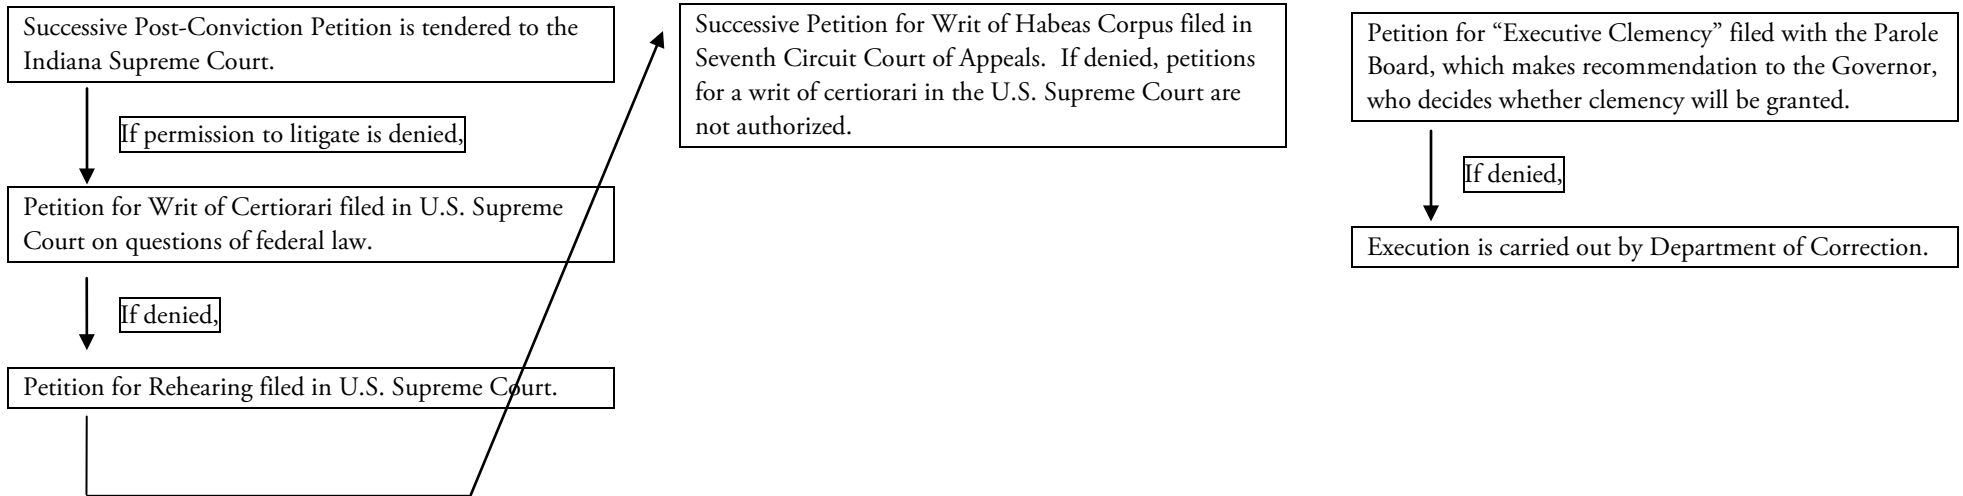 Successive Post-Conviction Petition is tendered to the
Indiana Supreme Court.
If permission to litigate is denied,
Petition for Writ of Certiorari filed in U.S. Supreme
Court on questions of federal law.
If denied,
Petition for Rehearing filed in U.S. Supreme Court.
Successive Petition for Writ of Habeas Corpus filed in
Seventh Circuit Court of Appeals.  If denied, petitions
for a writ of certiorari in the U.S. Supreme Court are
not authorized.
Petition for “Executive Clemency” filed with the Parole
Board, which makes recommendation to the Governor,
who decides whether clemency will be granted.
If denied,
Execution is carried out by Department of Correction.